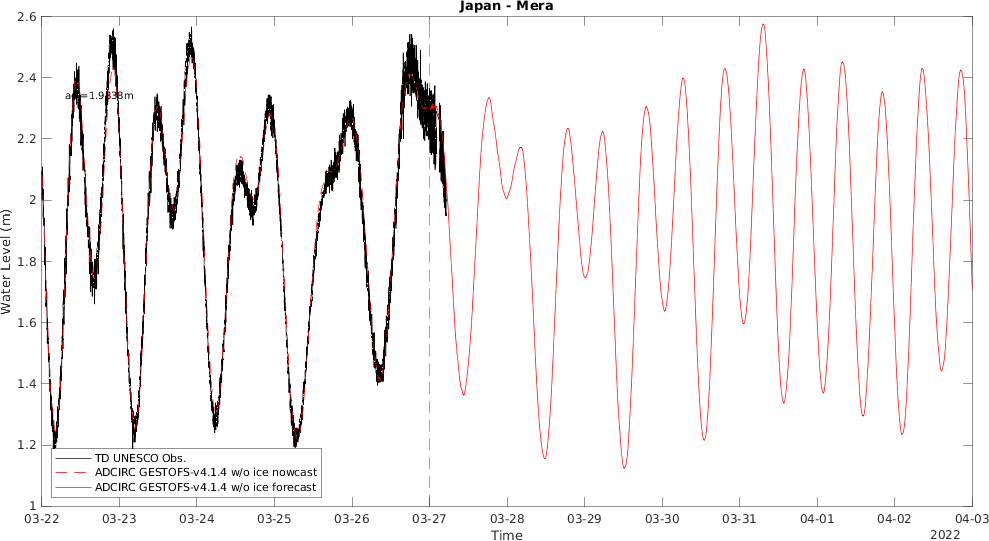 Japan - Mera
2.6
2.4
2.2
2
1.8
1.6
1.4
1.2
1
Water Level (m)
TD UNESCO Obs.
ADCIRC GESTOFS-v4.1.4 w/o ice nowcast
ADCIRC GESTOFS-v4.1.4 w/o ice forecast
03-22 03-23 03-24 03-25 03-26 03-27 03-28 03-29 03-30 03-31 04-01 04-02 04-03
Time
2022